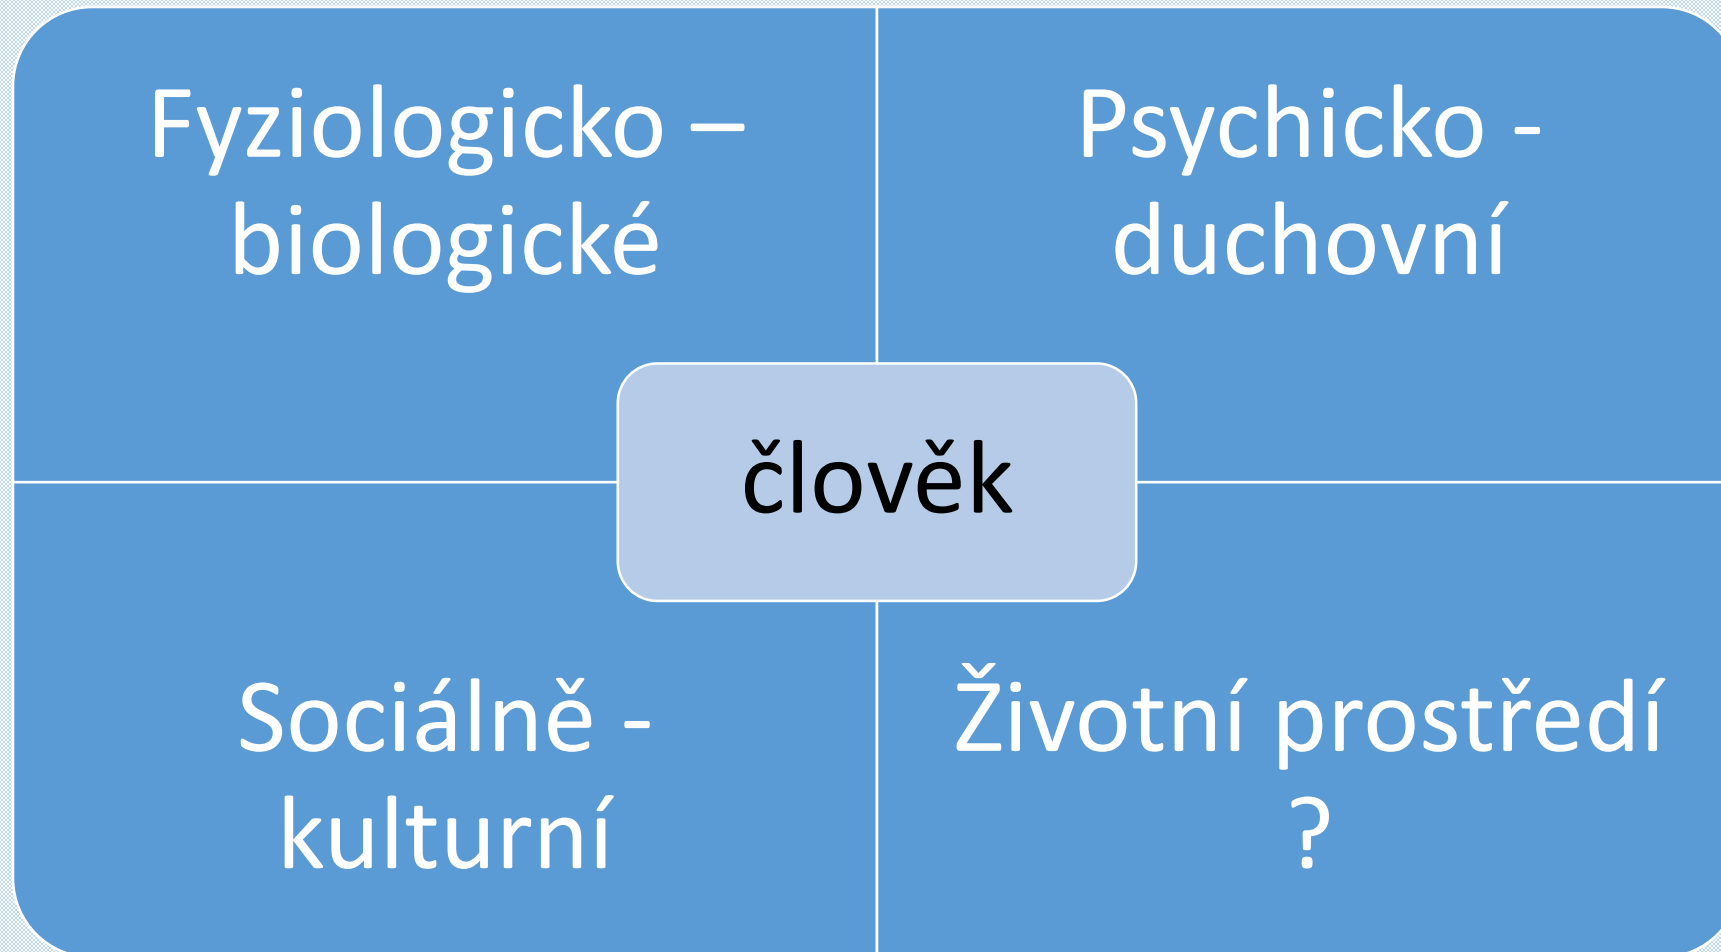 Fyziologicko –
biologické
Psychicko -
duchovní
člověk
Sociálně -
kulturní
Životní prostředí
?